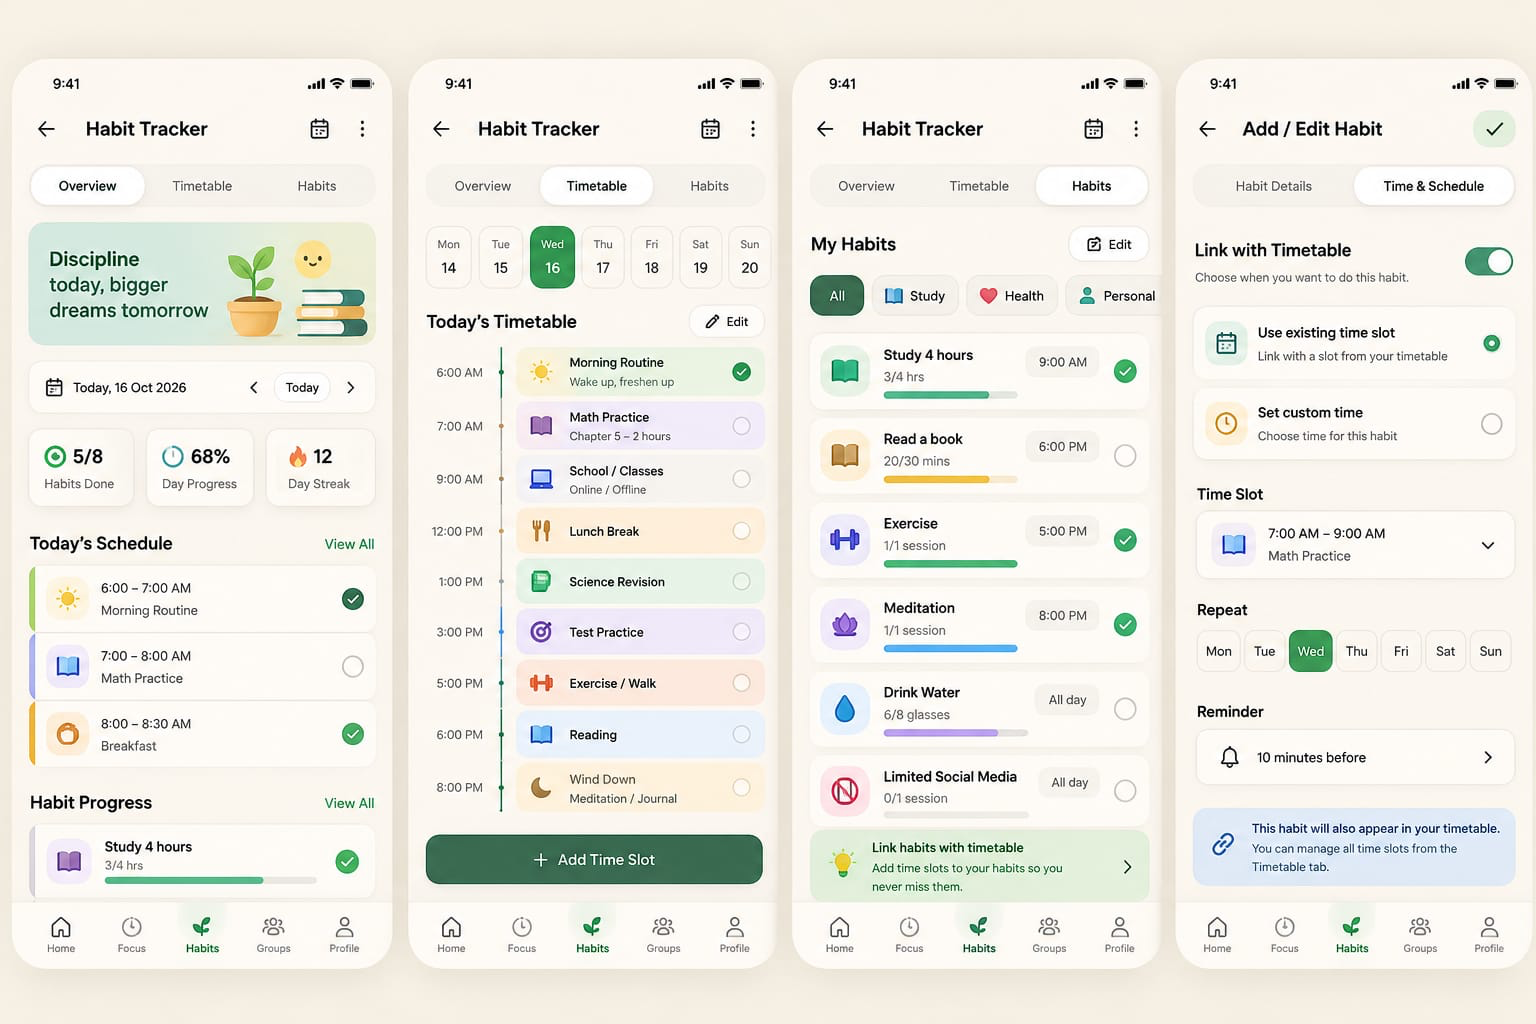 9:41
Habit Tracker
Overview Timetable Habits
Discipline
today, bigger
dreams tomorrow
Today, 16 Oct 2026 Today
5/8
Habits Done
68%
Day Progress
12
Day Streak
Today's Schedule View All
6:00 – 7:00 AM
Morning Routine
7:00 – 8:00 AM
Math Practice
8:00 – 8:30 AM
Breakfast
Habit Progress View All
Study 4 hours
3/4 hrs
Home Focus Habits Groups Profile
9:41
Habit Tracker
Overview Timetable Habits
Mon Tue Wed Thu Fri Sat Sun
14 15 16 17 18 19 20
Today's Timetable Edit
6:00 AM Morning Routine
Wake up, freshen up
7:00 AM Math Practice
Chapter 5 – 2 hours
9:00 AM School / Classes
Online / Offline
12:00 PM Lunch Break
1:00 PM Science Revision
3:00 PM Test Practice
5:00 PM Exercise / Walk
6:00 PM Reading
8:00 PM Wind Down
Meditation / Journal
+ Add Time Slot
Home Focus Habits Groups Profile
9:41
Habit Tracker
Overview Timetable Habits
My Habits Edit
All Study Health Personal
Study 4 hours 9:00 AM
3/4 hrs
Read a book 6:00 PM
20/30 mins
Exercise 5:00 PM
1/1 session
Meditation 8:00 PM
1/1 session
Drink Water All day
6/8 glasses
Limited Social Media All day
0/1 session
Link habits with timetable
Add time slots to your habits so you
never miss them.
Home Focus Habits Groups Profile
9:41
Add / Edit Habit
Habit Details Time & Schedule
Link with Timetable
Choose when you want to do this habit.
Use existing time slot
Link with a slot from your timetable
Set custom time
Choose time for this habit
Time Slot
7:00 AM – 9:00 AM
Math Practice
Repeat
Mon Tue Wed Thu Fri Sat Sun
Reminder
10 minutes before
This habit will also appear in your timetable.
You can manage all time slots from the
Timetable tab.
Home Focus Habits Groups Profile